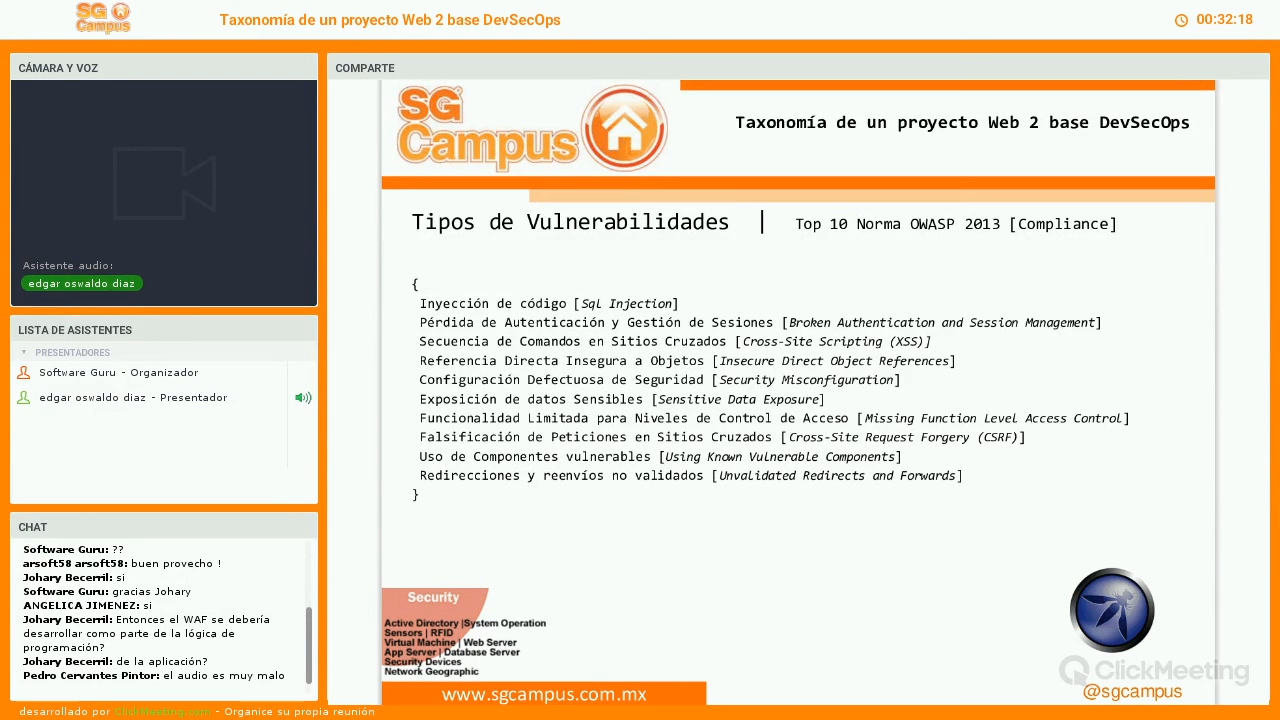 SG
Campus
Taxonomía de un proyecto Web 2 base DevSecOps
00:32:18
CÁMARA Y VOZ
Asistente audio:
edgar oswaldo diaz
LISTA DE ASISTENTES
PRESENTADORES
Software Guru - Organizador
edgar oswaldo diaz - Presentador
CHAT
Software Guru: ??
arsoft58 arsoft58: buen provecho !
Johary Becerril: si
Software Guru: gracias Johary
ANGELICA JIMENEZ: si
Johary Becerril: Entonces el WAF se debería
desarrollar como parte de la lógica de
programación?
Johary Becerril: de la aplicación?
Pedro Cervantes Pintor: el audio es muy malo
COMPARTE
SG
Campus
Taxonomía de un proyecto Web 2 base DevSecOps
Tipos de Vulnerabilidades | Top 10 Norma OWASP 2013 [Compliance]
{
Inyección de código [Sql Injection]
Pérdida de Autenticación y Gestión de Sesiones [Broken Authentication and Session Management]
Secuencia de Comandos en Sitios Cruzados [Cross-Site Scripting (XSS)]
Referencia Directa Insegura a Objetos [Insecure Direct Object References]
Configuración Defectuosa de Seguridad [Security Misconfiguration]
Exposición de datos Sensibles [Sensitive Data Exposure]
Funcionalidad Limitada para Niveles de Control de Acceso [Missing Function Level Access Control]
Falsificación de Peticiones en Sitios Cruzados [Cross-Site Request Forgery (CSRF)]
Uso de Componentes vulnerables [Using Known Vulnerable Components]
Redirecciones y reenvíos no validados [Unvalidated Redirects and Forwards]
}
Security
Active Directory |System Operation
Sensors | RFID
Virtual Machine | Web Server
App Server | Database Server
Security Devices
Network Geographic
www.sgcampus.com.mx
ClickMeeting
@sgcampus
desarrollado por ClickMeeting.com - Organice su propia reunión